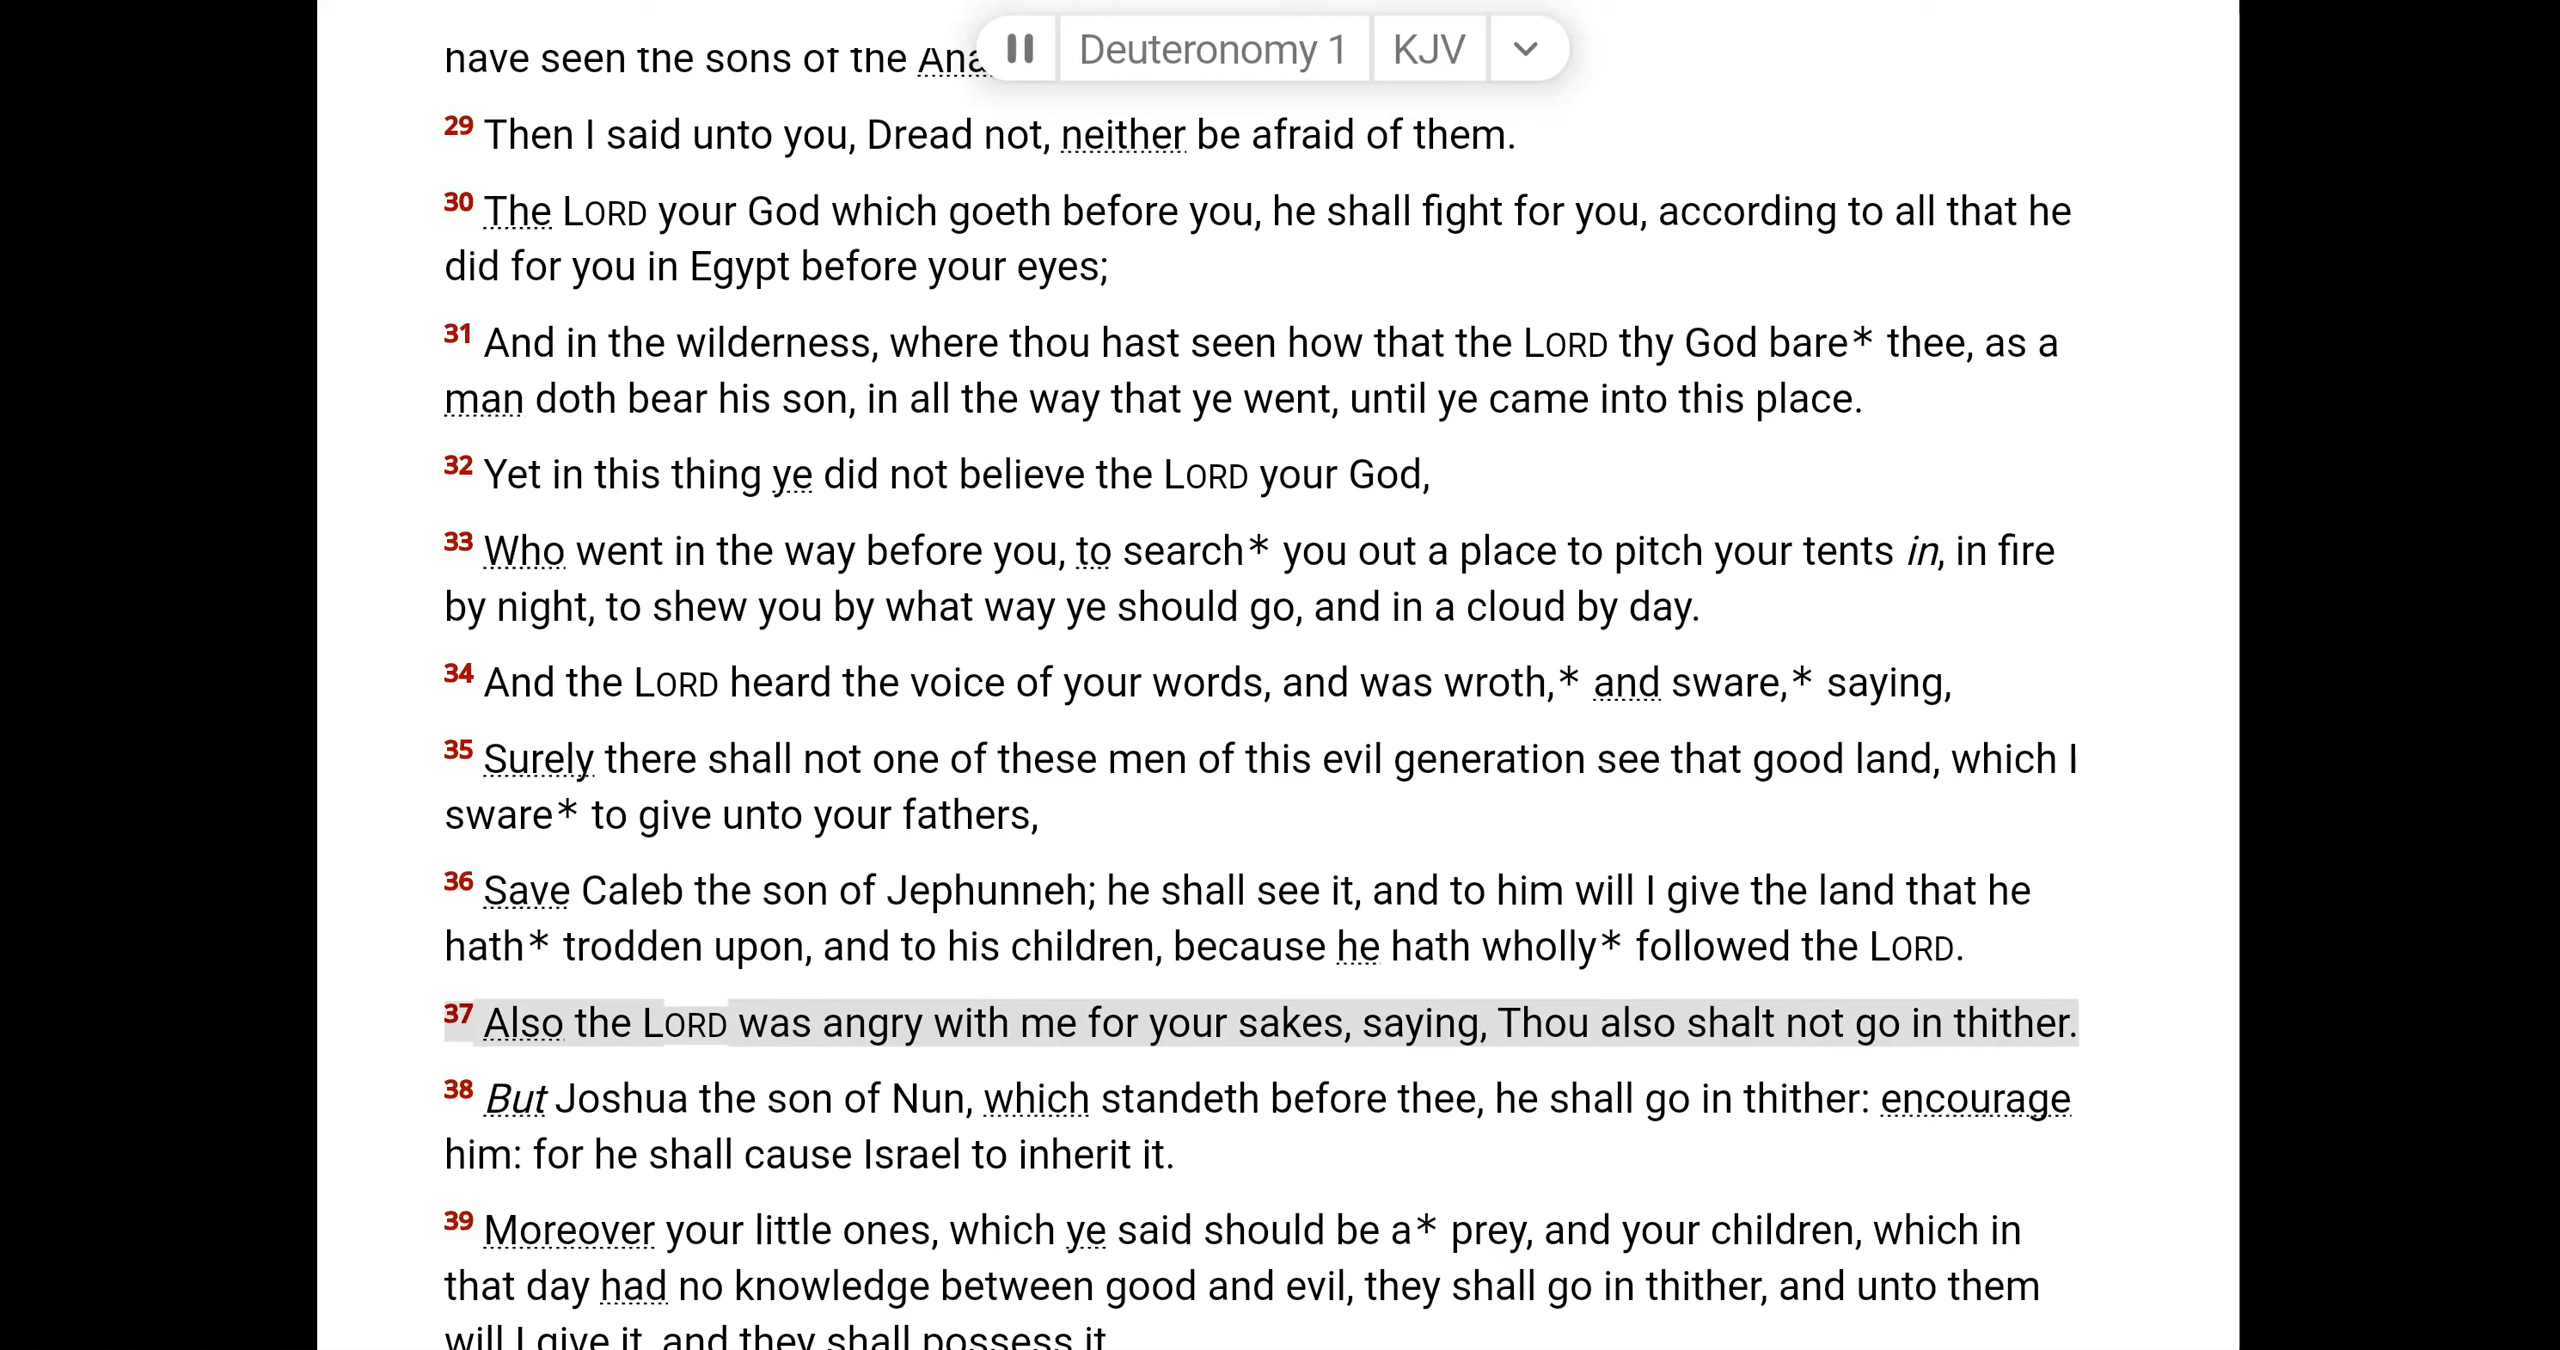 Deuteronomy 1 KJV
have seen the sons of the Ana
29 Then I said unto you, Dread not, neither be afraid of them.
30 The LORD your God which goeth before you, he shall fight for you, according to all that he
did for you in Egypt before your eyes;
31 And in the wilderness, where thou hast seen how that the LORD thy God bare* thee, as a
man doth bear his son, in all the way that ye went, until ye came into this place.
32 Yet in this thing ye did not believe the LORD your God,
33 Who went in the way before you, to search* you out a place to pitch your tents in, in fire
by night, to shew you by what way ye should go, and in a cloud by day.
34 And the LORD heard the voice of your words, and was wroth,* and sware,* saying,
35 Surely there shall not one of these men of this evil generation see that good land, which I
sware* to give unto your fathers,
36 Save Caleb the son of Jephunneh; he shall see it, and to him will I give the land that he
hath* trodden upon, and to his children, because he hath wholly* followed the LORD.
37 Also the LORD was angry with me for your sakes, saying, Thou also shalt not go in thither.
38 But Joshua the son of Nun, which standeth before thee, he shall go in thither: encourage
him: for he shall cause Israel to inherit it.
39 Moreover your little ones, which ye said should be a* prey, and your children, which in
that day had no knowledge between good and evil, they shall go in thither, and unto them
will I give it, and they shall possess it